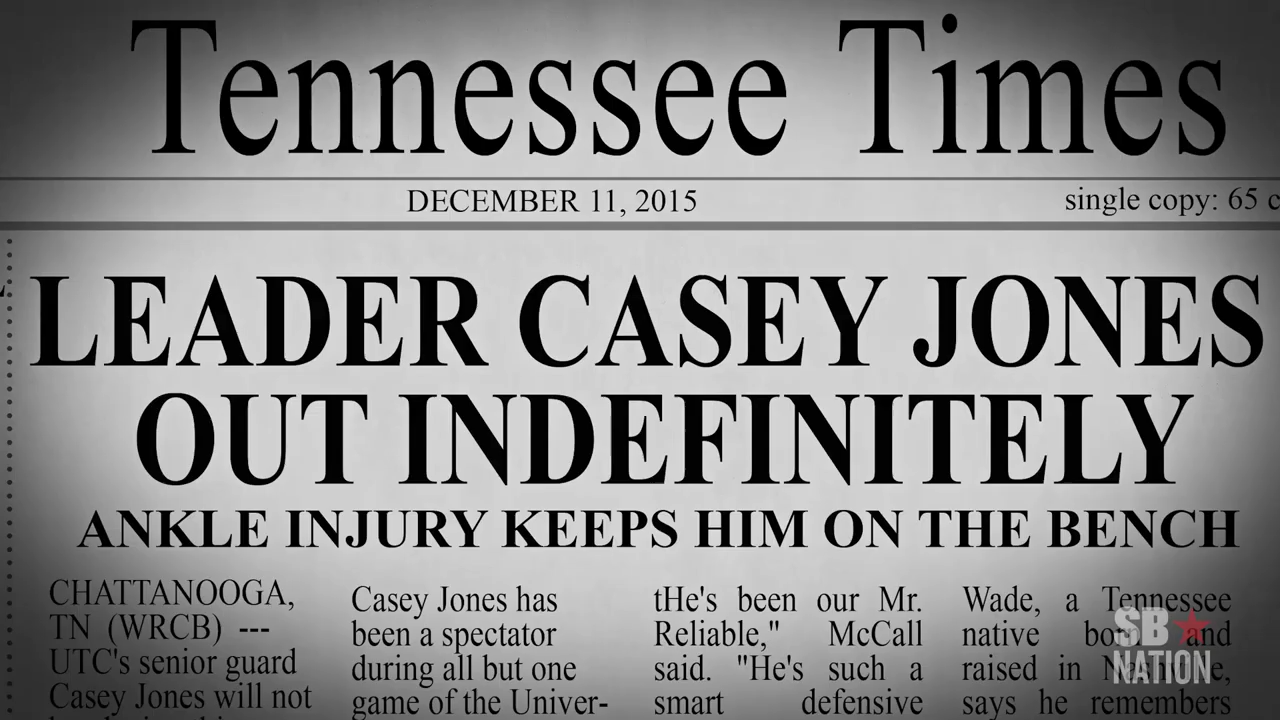 Tennessee Times
DECEMBER 11, 2015
single copy: 65 c
LEADER CASEY JONES
OUT INDEFINITELY
ANKLE INJURY KEEPS HIM ON THE BENCH
CHATTANOOGA,
TN (WRCB) ---
UTC's senior guard
Casey Jones will not
Casey Jones has
been a spectator
during all but one
game of the Univer-
tHe's been our Mr.
Reliable," McCall
said. "He's such a
smart defensive
Wade, a Tennessee
native born and
raised in Nashville,
says he remembers
SB
NATION